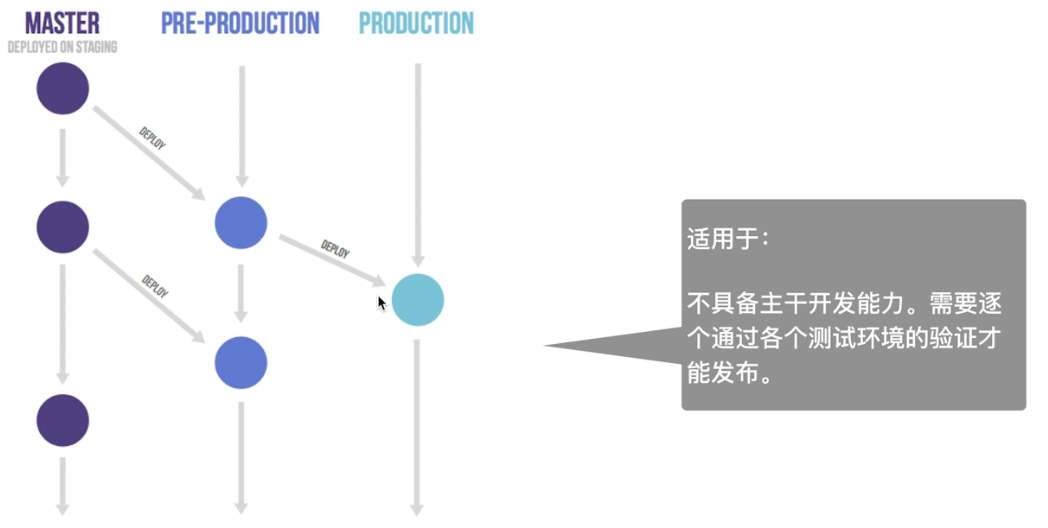 MASTER
DEPLOYED ON STAGING
PRE-PRODUCTION
PRODUCTION
DEPLOY
DEPLOY
DEPLOY
适用于：
不具备主干开发能力。需要逐
个通过各个测试环境的验证才
能发布。